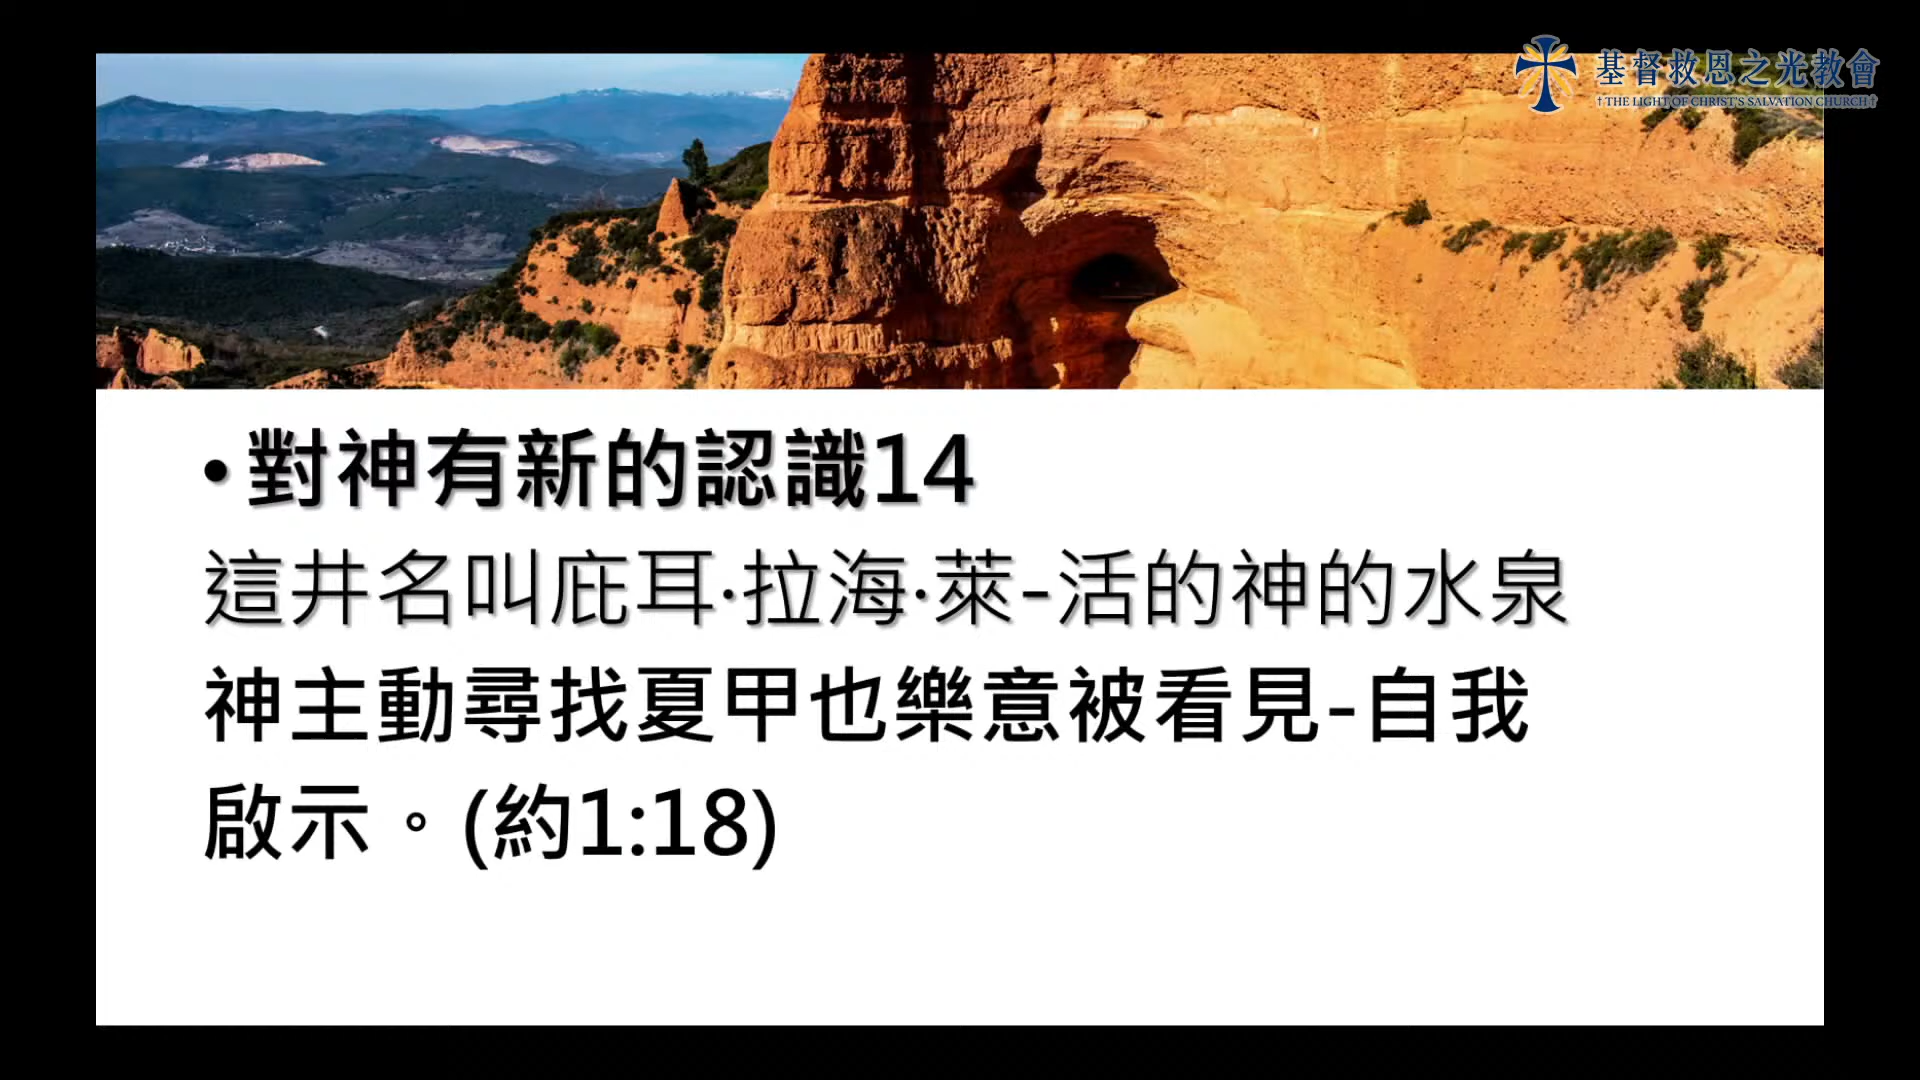 基督救恩之光教會
†THE LIGHT OF CHRIST'S SALVATION CHURCH†
•對神有新的認識14
這井名叫庇耳·拉海·萊-活的神的水泉
神主動尋找夏甲也樂意被看見-自我
啟示。(約1:18)